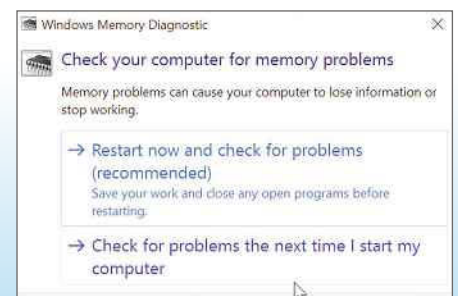 Windows Memory Diagnostic
Check your computer for memory problems
Memory problems can cause your computer to lose information or
stop working.
→ Restart now and check for problems
(recommended)
Save your work and close any open programs before
restarting.
→ Check for problems the next time I start my
computer